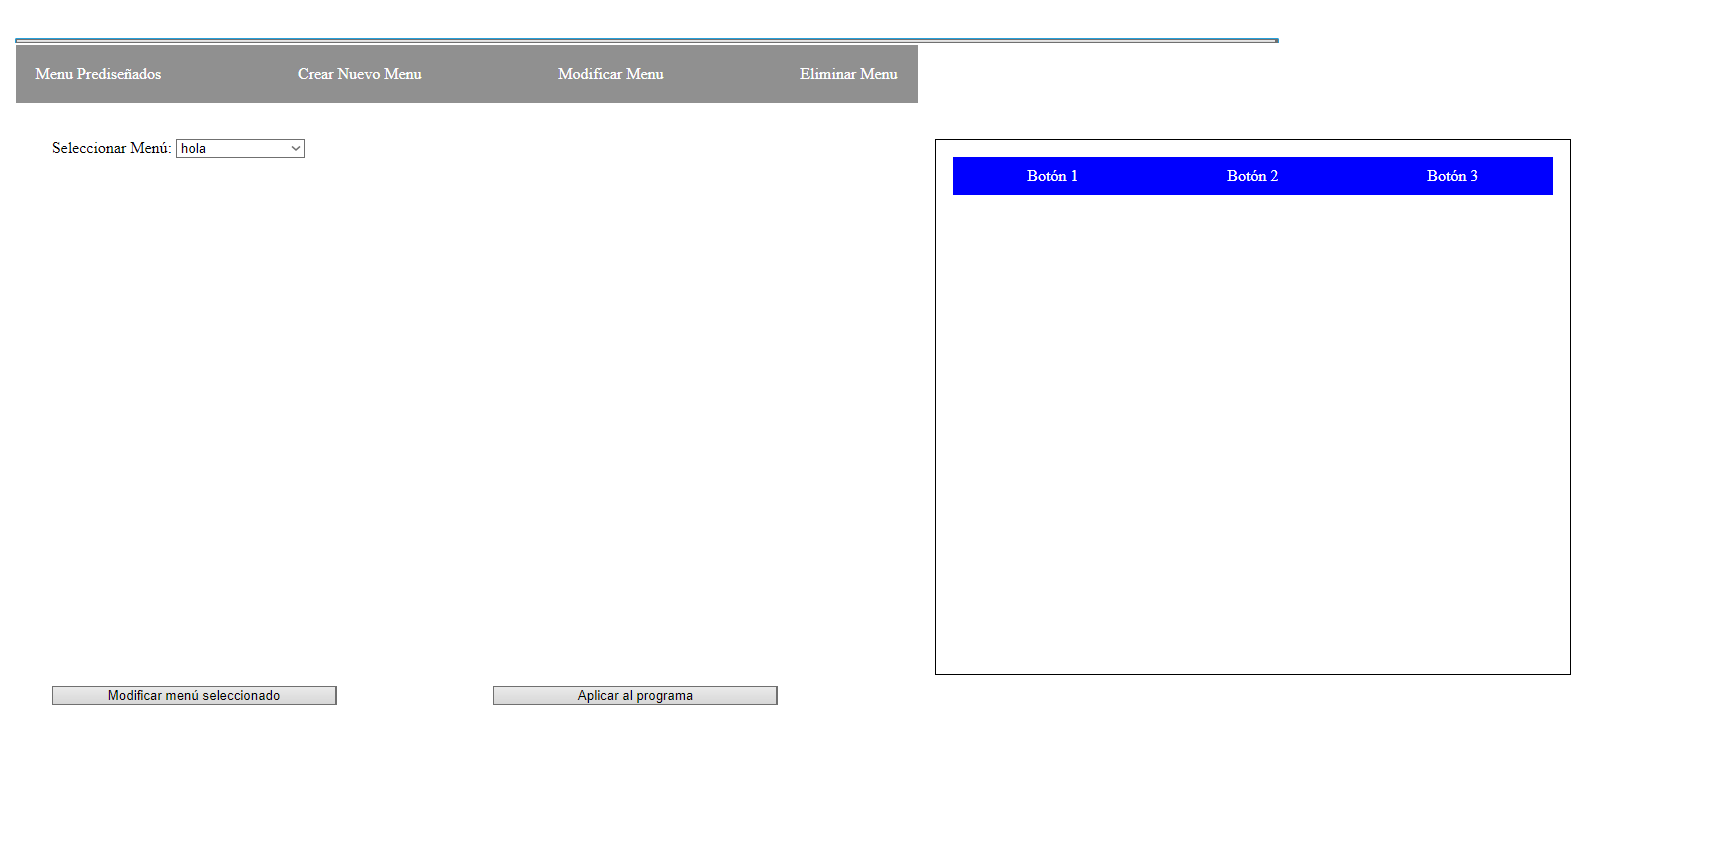 Menu Prediseñados Crear Nuevo Menu Modificar Menu Eliminar Menu
Seleccionar Menú: hola
Botón 1 Botón 2 Botón 3
Modificar menú seleccionado Aplicar al programa